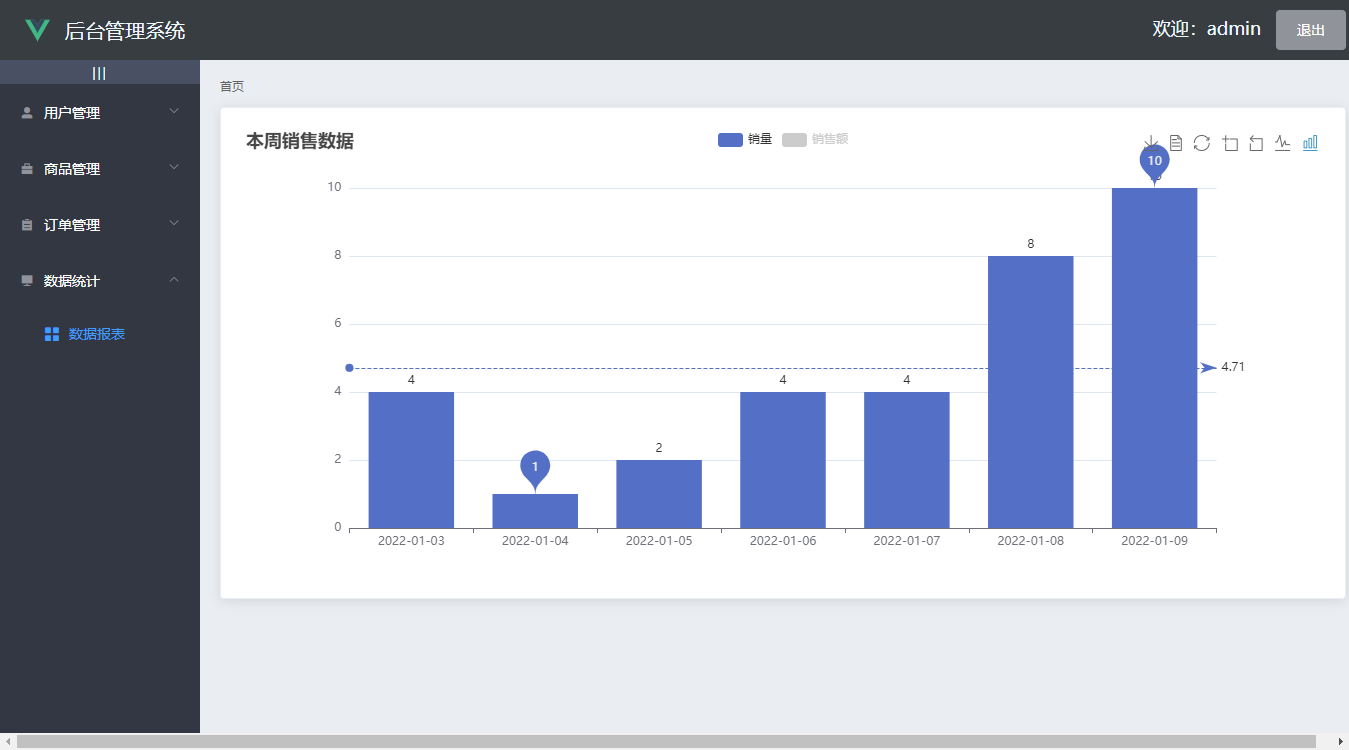 后台管理系统
欢迎：admin
退出
|||
用户管理
商品管理
订单管理
数据统计
数据报表
首页
本周销售数据
销量
销售额
10
8
6
4
2
0
4
1
2
4
4
8
10
4.71
2022-01-03
2022-01-04
2022-01-05
2022-01-06
2022-01-07
2022-01-08
2022-01-09